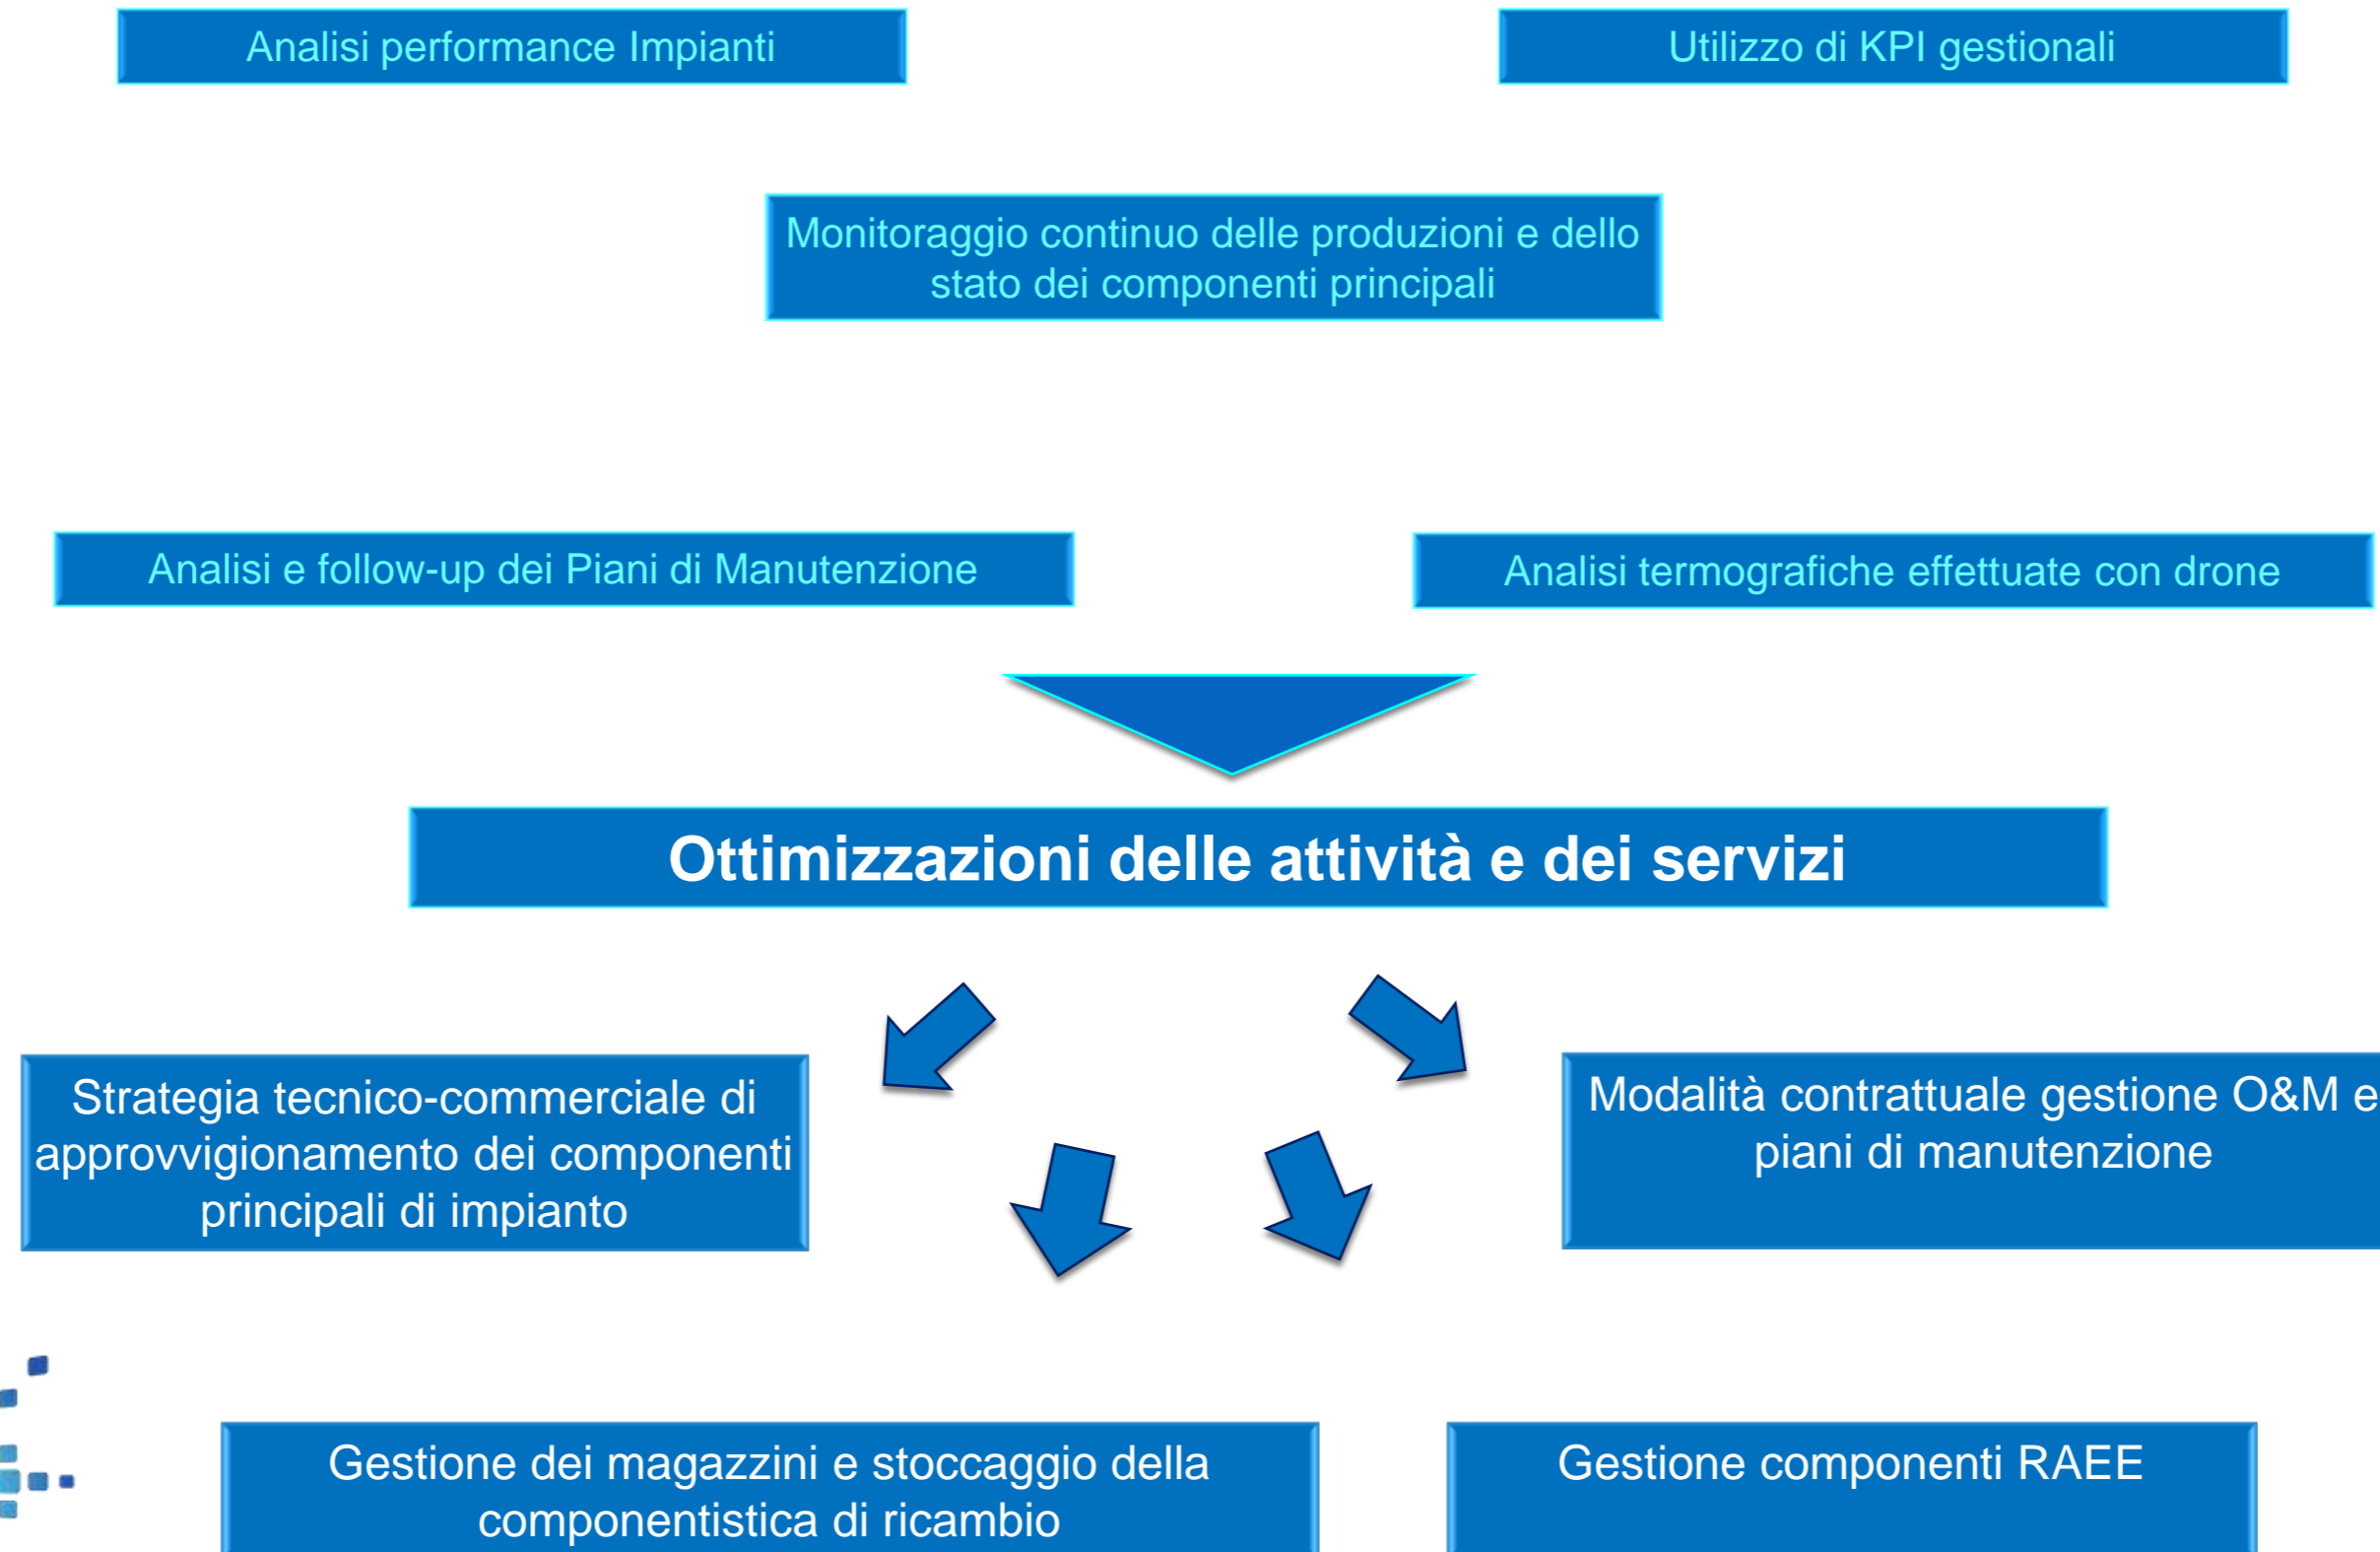 Analisi performance Impianti
Utilizzo di KPI gestionali
Monitoraggio continuo delle produzioni e dello
stato dei componenti principali
Analisi e follow-up dei Piani di Manutenzione
Analisi termografiche effettuate con drone
Ottimizzazioni delle attività e dei servizi
Strategia tecnico-commerciale di
approvvigionamento dei componenti
principali di impianto
Modalità contrattuale gestione O&M e
piani di manutenzione
Gestione dei magazzini e stoccaggio della
componentistica di ricambio
Gestione componenti RAEE